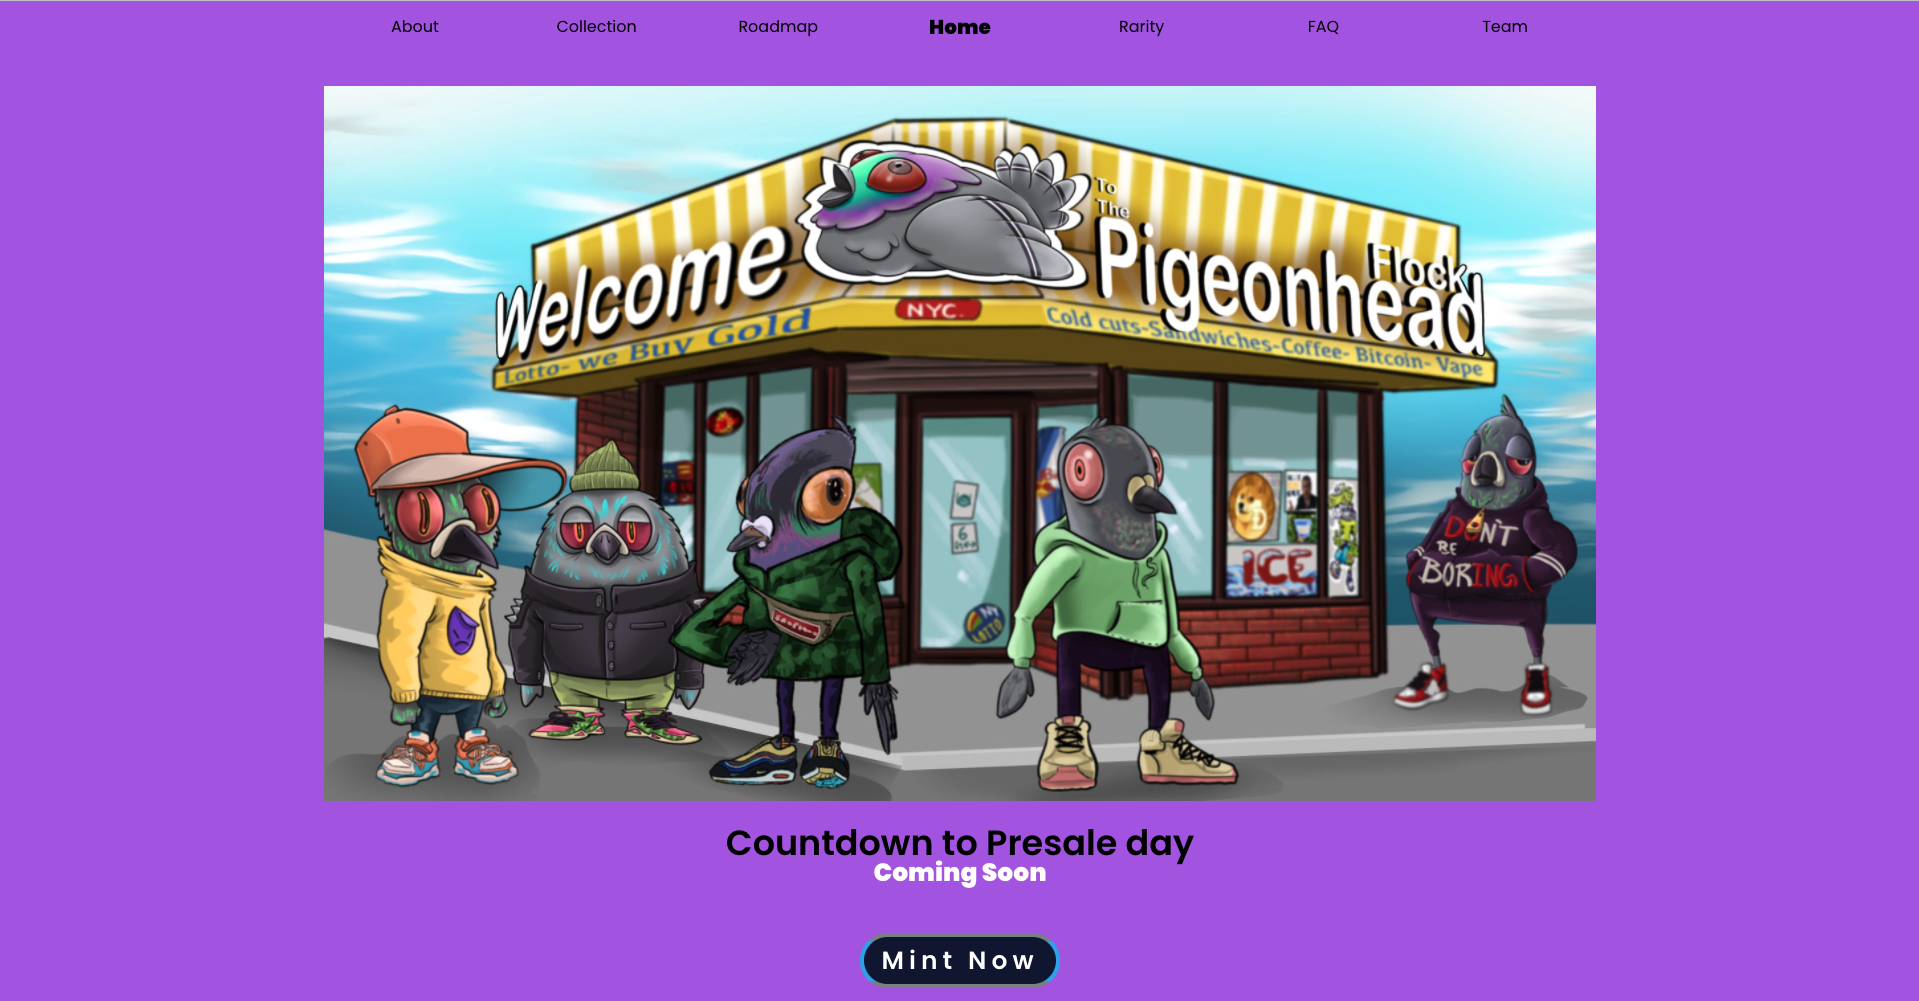 About
Collection
Roadmap
Home
Rarity
FAQ
Team
Welcome
To
The
Pigeonhead
Flock
Lotto- we Buy Gold
NYC.
Cold cuts-Sandwiches-Coffee- Bitcoin- Vape
ICE
NY
LOTTO
DON'T
BE
BORING
Countdown to Presale day
Coming Soon
Mint Now